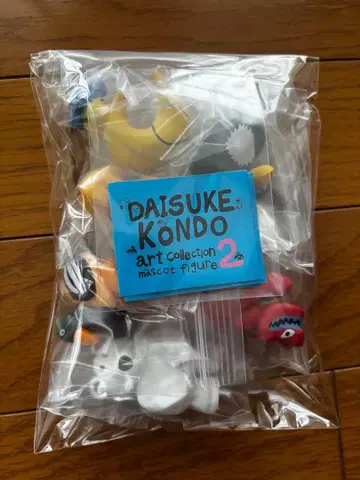 DAISUKE
KONDO
art collection
mascot figure 2